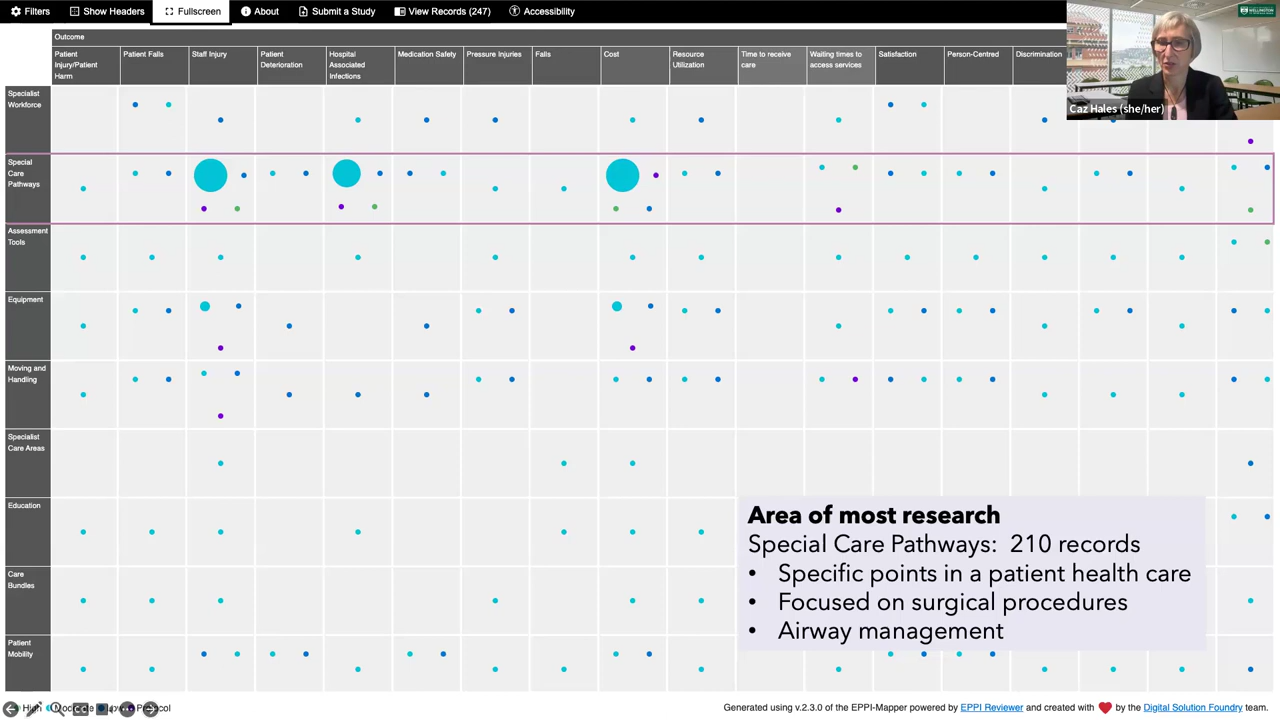 Filters
Show Headers
Fullscreen
About
Submit a Study
View Records (247)
Accessibility
WELLINGTON
Caz Hales (she/her)
Outcome
Patient
Injury/Patient
Harm
Patient Falls
Staff Injury
Patient
Deterioration
Hospital
Associated
Infections
Medication Safety
Pressure Injuries
Falls
Cost
Resource
Utilization
Time to receive
care
Waiting times to
access services
Satisfaction
Person-Centred
Discrimination
Specialist
Workforce
Special
Care
Pathways
Assessment
Tools
Equipment
Moving and
Handling
Specialist
Care Areas
Education
Care
Bundles
Patient
Mobility
Area of most research
Special Care Pathways: 210 records
• Specific points in a patient health care
• Focused on surgical procedures
• Airway management
Generated using v.2.3.0 of the EPPI-Mapper powered by EPPI Reviewer and created with ❤ by the Digital Solution Foundry team.